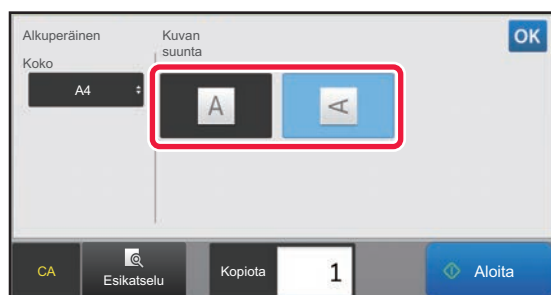 Alkuperäinen
Koko
A4
Kuvan
suunta
A
A
OK
CA
Esikatselu
Kopiota
1
Aloita